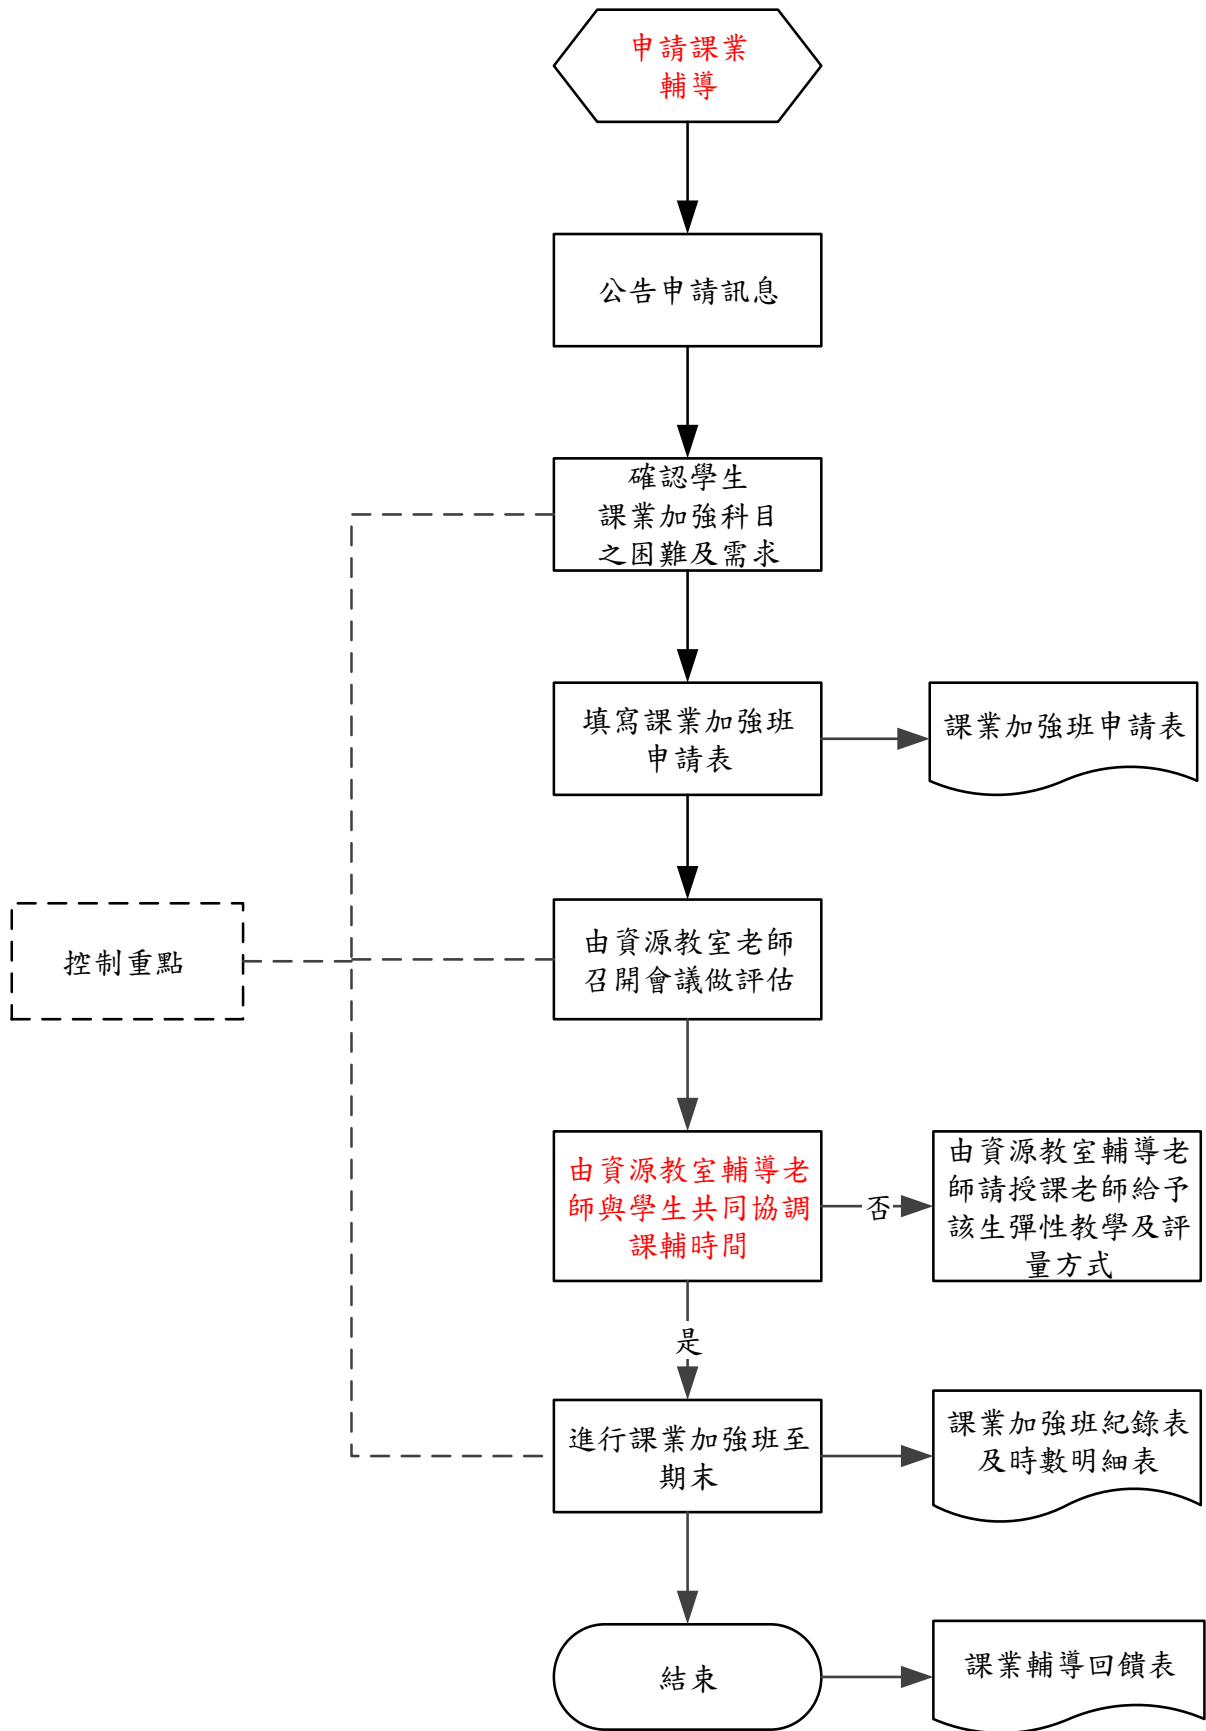 申請課業
輔導
公告申請訊息
確認學生
課業加強科目
之困難及需求
填寫課業加強班
申請表
課業加強班申請表
控制重點
由資源教室老師
召開會議做評估
由資源教室輔導老
師與學生共同協調
課輔時間
否
由資源教室輔導老
師請授課老師給予
該生彈性教學及評
量方式
是
進行課業加強班至
期末
課業加強班紀錄表
及時數明細表
結束
課業輔導回饋表